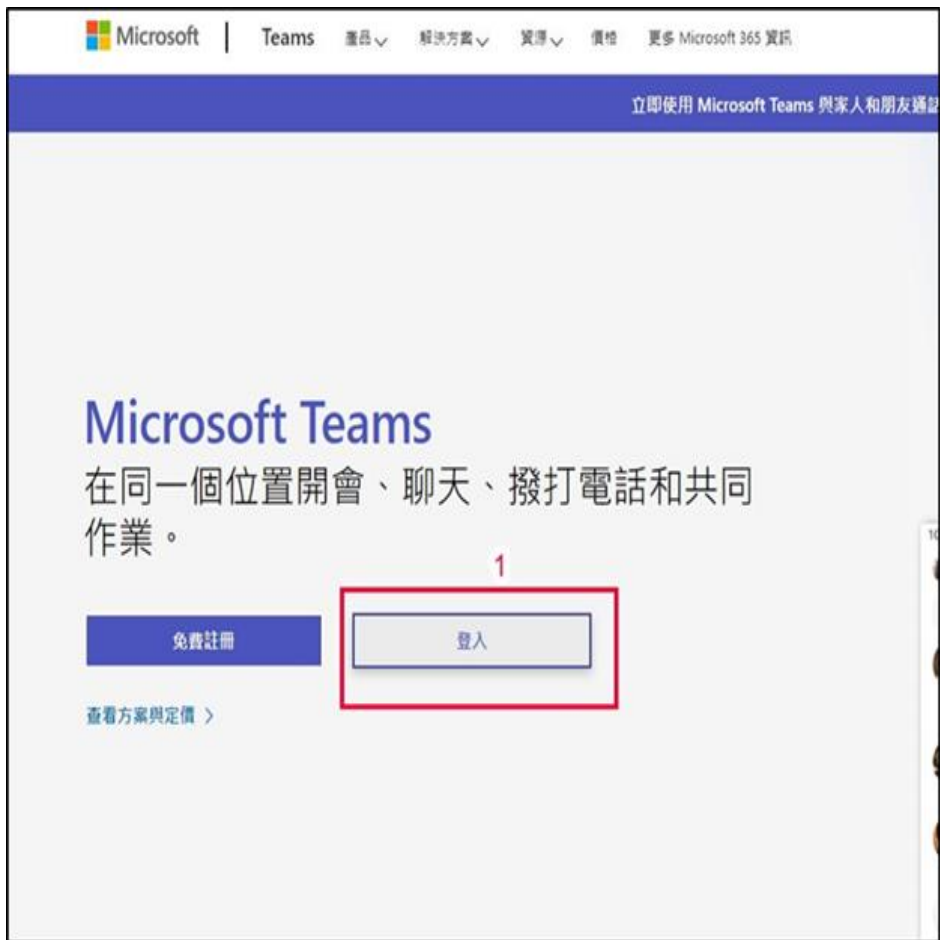 Microsoft | Teams 產品 解決方案 資源 價格 更多 Microsoft 365 資訊
立即使用 Microsoft Teams 與家人和朋友通話
Microsoft Teams
在同一個位置開會、聊天、撥打電話和共同
作業。
1
免費註冊 登入
查看方案與定價 >
10